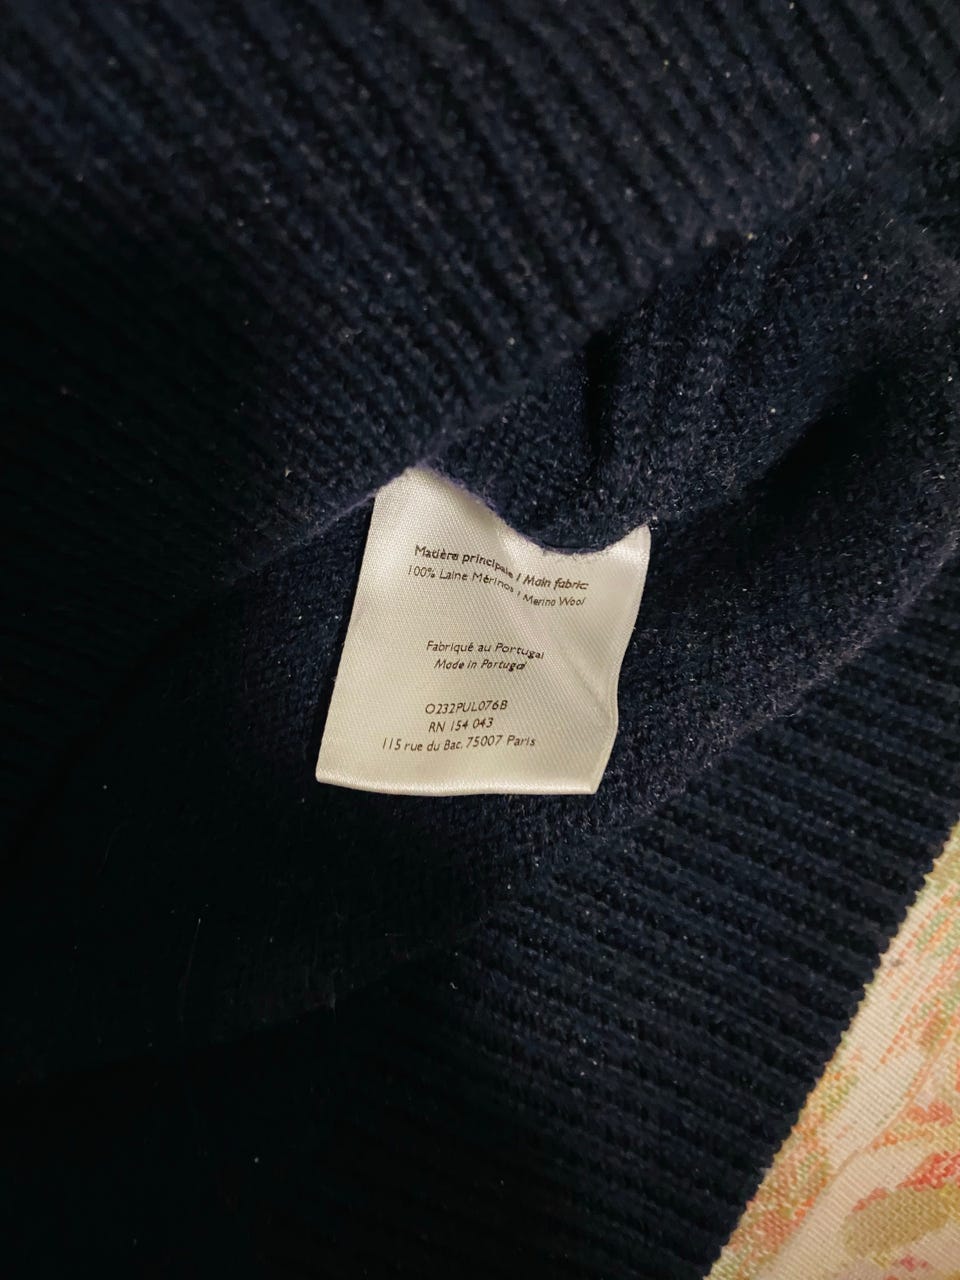 Matière principale / Main fabric:
100% Laine Mérinos / Merino Wool
Fabriqué au Portugal
Made in Portugal
O232PUL076B
RN 154 043
115 rue du Bac, 75007 Paris